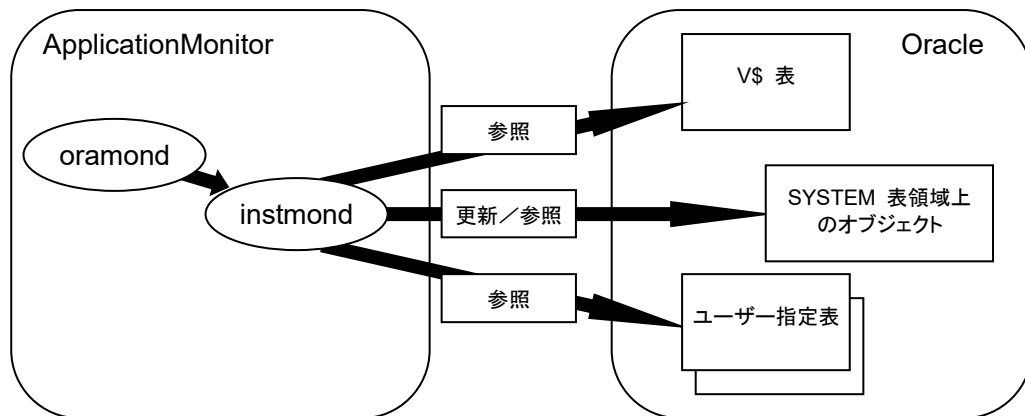 ApplicationMonitor
Oracle
V$ 表
参照
oramond
instmond
更新／参照
SYSTEM 表領域上
のオブジェクト
参照
ユーザー指定表